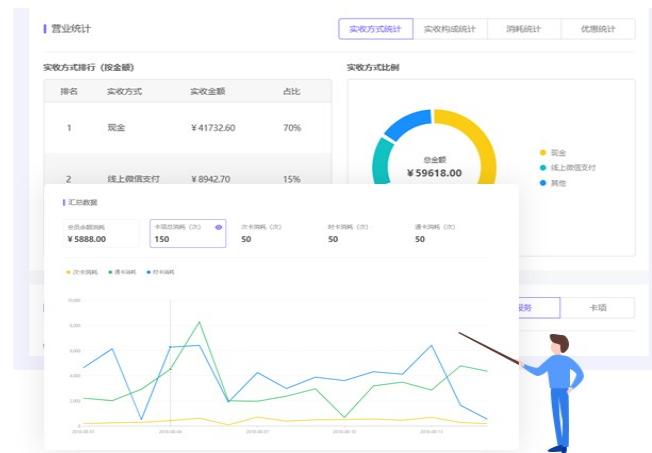 营业统计
实收方式统计 实收构成统计 消耗统计 优惠统计
实收方式排行（按金额）
排名 实收方式 实收金额 占比
1 现金 ￥41732.60 70%
2 线上微信支付 ￥8942.70 15%
实收方式比例
总金额
￥59618.00
现金
线上微信支付
其他
汇总数据
会员余额消耗
￥5888.00
卡项总消耗（次）
150
次卡消耗（次）
50
时卡消耗（次）
50
通卡消耗（次）
50
次卡消耗 通卡消耗 时卡消耗
10,000
8,000
6,000
4,000
2,000
0
服务 卡项